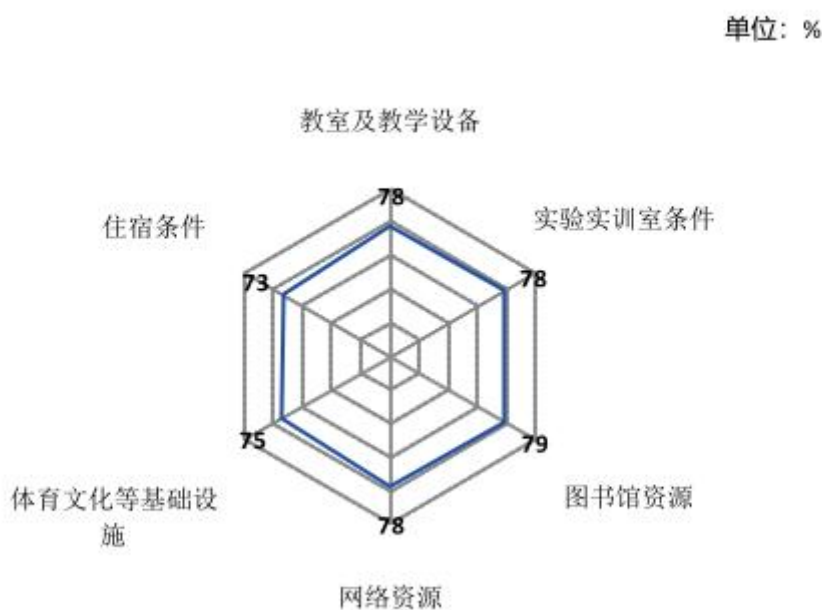 单位：%
教室及教学设备
78
住宿条件
实验实训室条件
73
78
75
79
体育文化等基础设
施
图书馆资源
78
网络资源